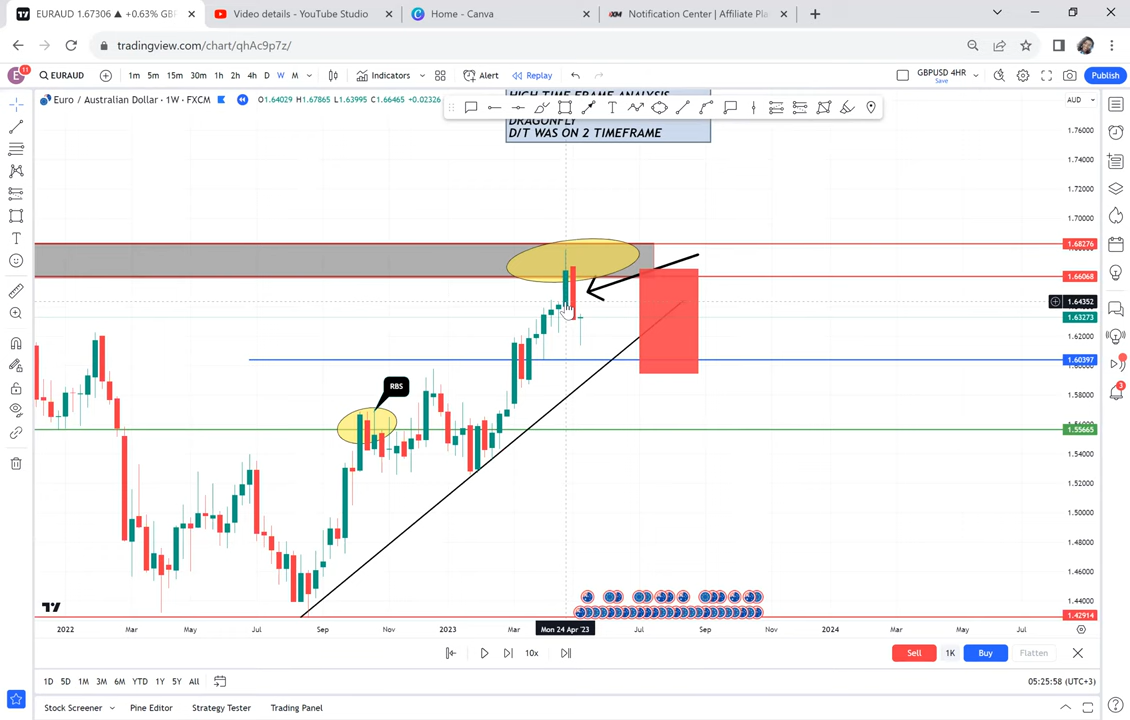 EURAUD 1.67306 ▲ +0.63% GBP
Video details - YouTube Studio
Home - Canva
Notification Center | Affiliate Pla
tradingview.com/chart/qhAc9p7z/
E
11
EURAUD
1m 5m 15m 30m 1h 2h 4h D W M
Indicators
Alert
Replay
GBPUSD 4HR
Save
Publish
Euro / Australian Dollar · 1W · FXCM
O1.64029 H1.67865 L1.63995 C1.66465 +0.02326
AUD
HIGH TIME FRAME ANALYSIS
DRAGONFLY
D/T WAS ON 2 TIMEFRAME
1.76000
1.74000
1.72000
1.70000
1.68276
1.66068
1.64352
1.63273
1.60397
1.58000
RBS
1.55665
1.54000
1.52000
1.50000
1.48000
1.46000
1.44000
1.42914
3
2022 Mar May Jul Sep Nov 2023 Mar Mon 24 Apr '23 Jul Sep Nov 2024 Mar May Jul
10x
Sell 1K Buy Flatten
1D 5D 1M 3M 6M YTD 1Y 5Y All
05:25:58 (UTC+3)
Stock Screener Pine Editor Strategy Tester Trading Panel